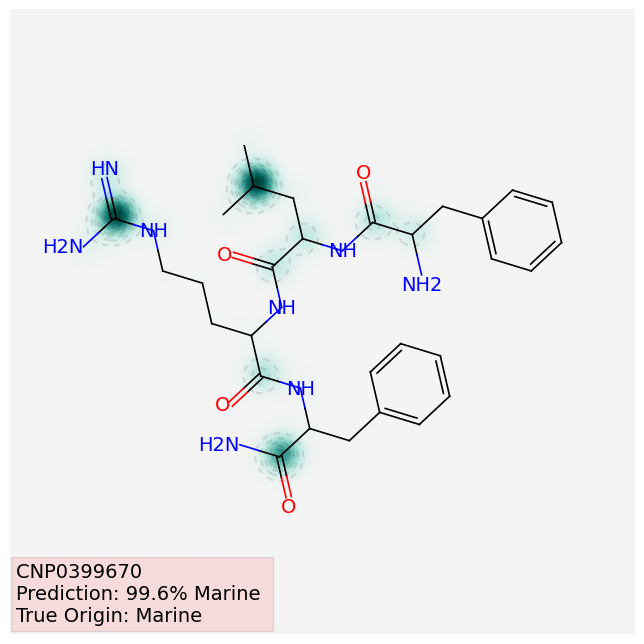 HN
O
NH
H2N
O
NH
NH2
NH
O
NH
H2N
O
CNP0399670
Prediction: 99.6% Marine
True Origin: Marine